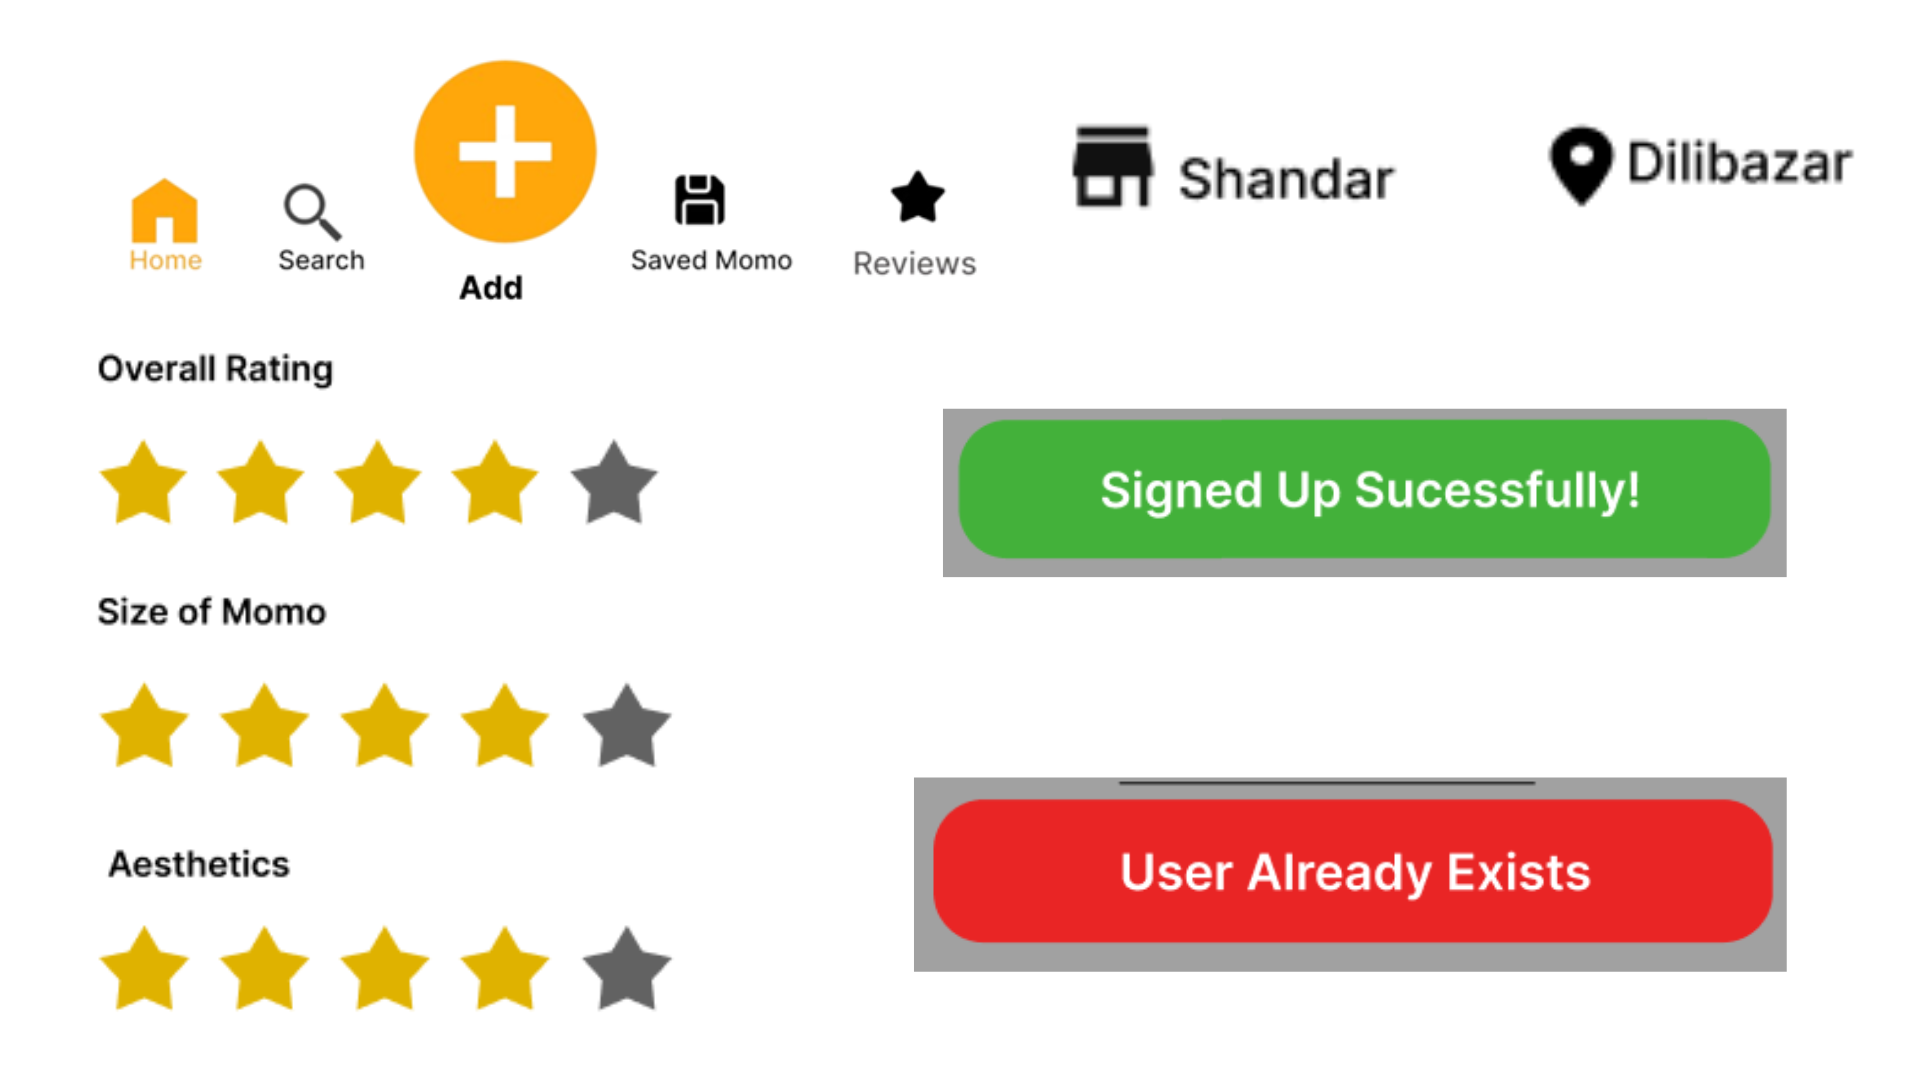 Home
Search
Add
Saved Momo
Reviews
Shandar
Dilibazar
Overall Rating
Signed Up Sucessfully!
Size of Momo
Aesthetics
User Already Exists